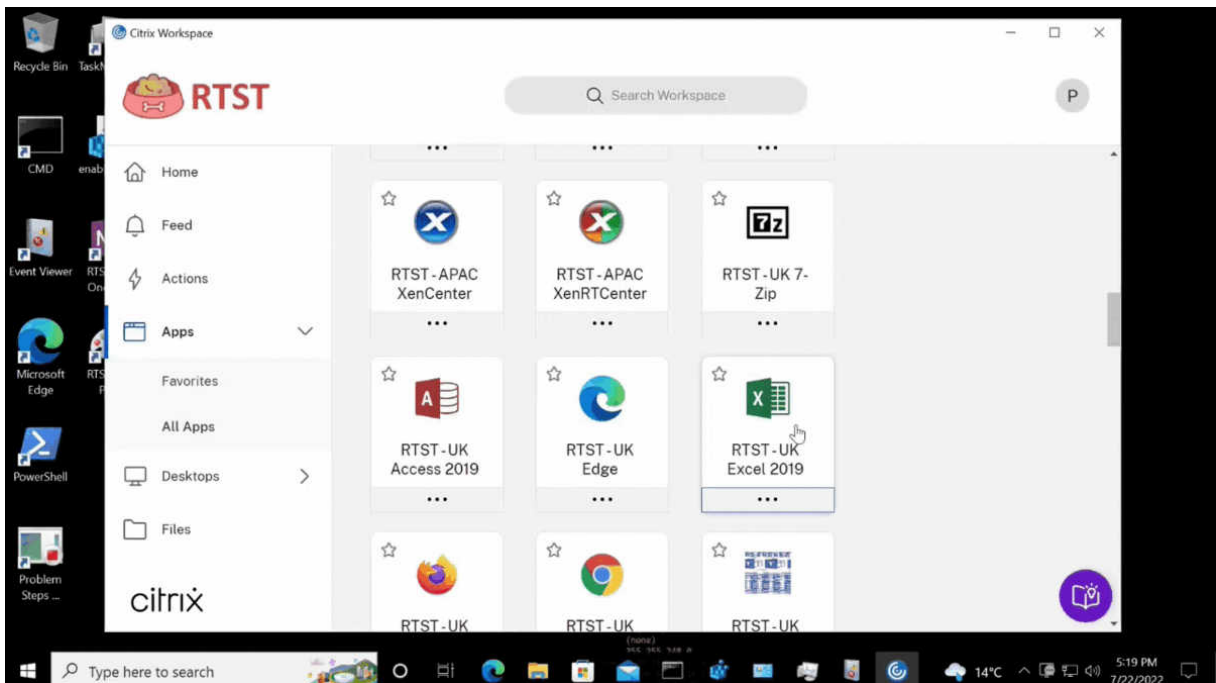 Recycle Bin
CMD
Event Viewer
Microsoft
Edge
PowerShell
Problem
Steps ...
enab
RTS
On
RTS
Citrix Workspace
RTST
Search Workspace
P
Home
Feed
Actions
Apps
Favorites
All Apps
Desktops
Files
citrix
RTST - APAC
XenCenter
RTST - APAC
XenRTCenter
7z
RTST - UK 7-
Zip
A
RTST - UK
Access 2019
RTST - UK
Edge
X
RTST - UK
Excel 2019
RTST - UK
RTST - UK
RTST - UK
(none)
Type here to search
14°C
5:19 PM
7/22/2022